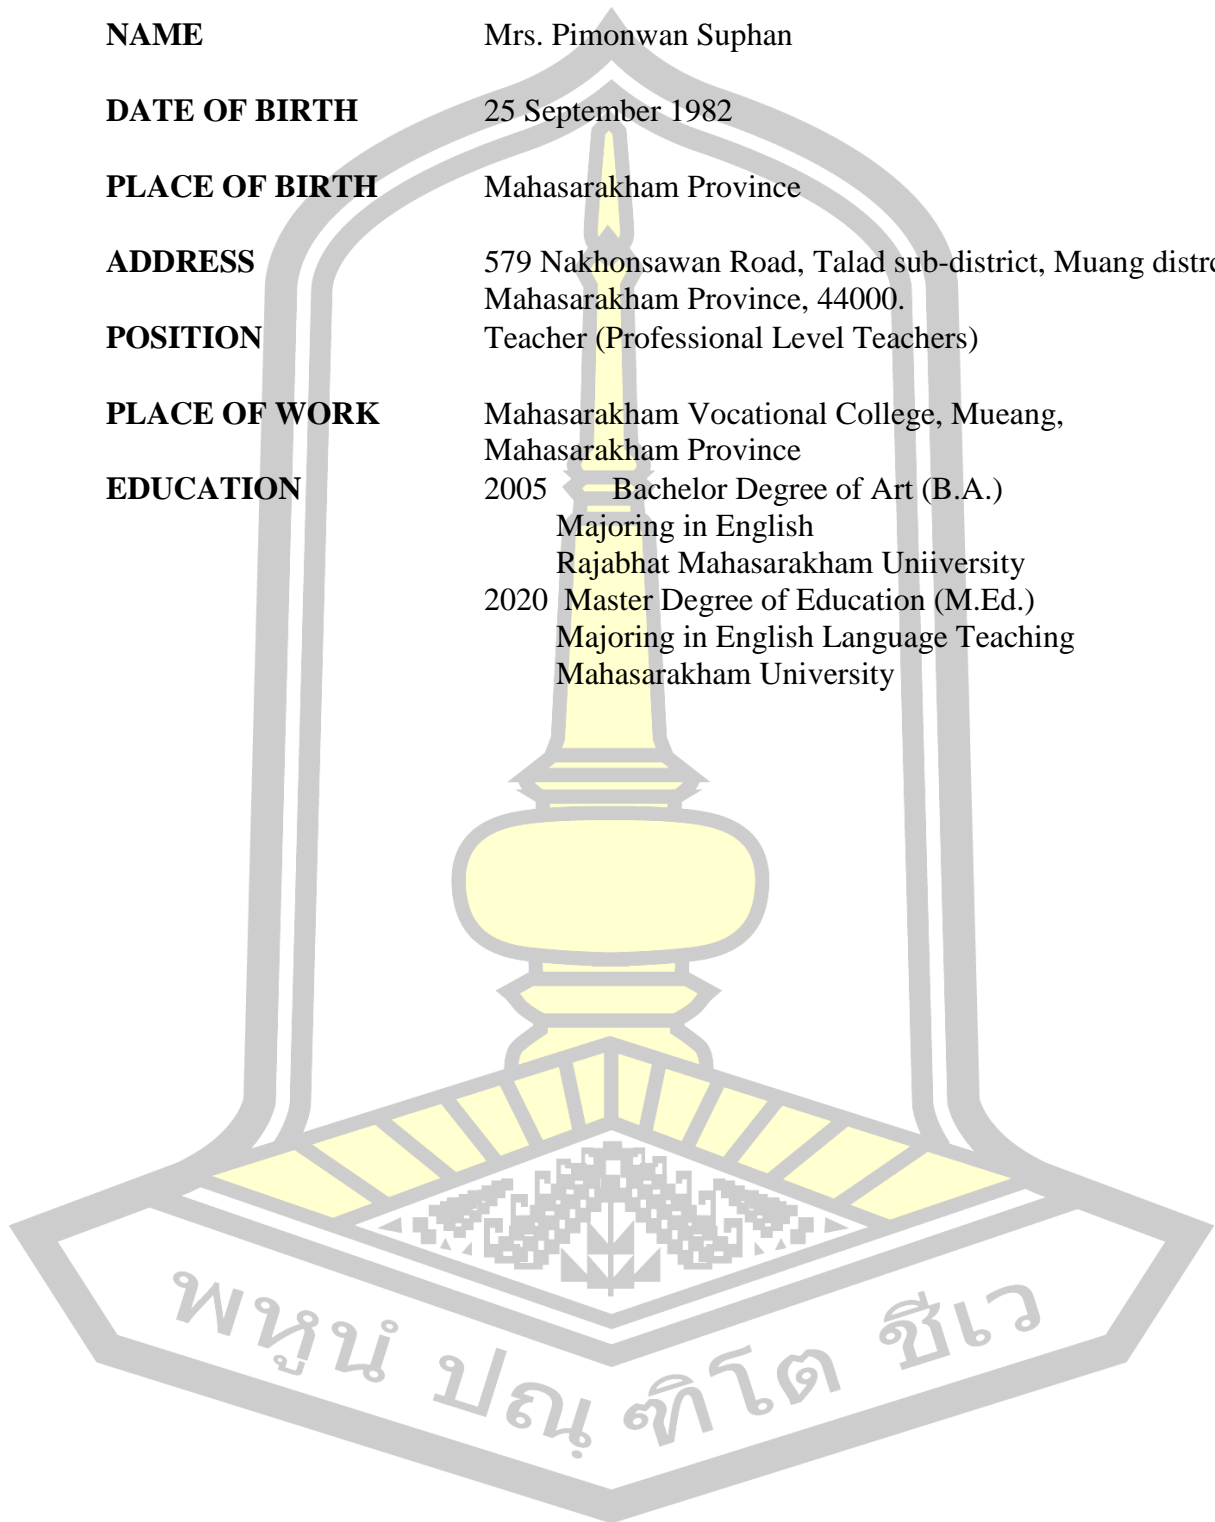 NAME Mrs. Pimonwan Suphan
DATE OF BIRTH 25 September 1982
PLACE OF BIRTH Mahasarakham Province
ADDRESS 579 Nakhonsawan Road, Talad sub-district, Muang distrc
Mahasarakham Province, 44000.
POSITION Teacher (Professional Level Teachers)
PLACE OF WORK Mahasarakham Vocational College, Mueang,
Mahasarakham Province
EDUCATION 2005 Bachelor Degree of Art (B.A.)
Majoring in English
Rajabhat Mahasarakham Uniiversity
2020 Master Degree of Education (M.Ed.)
Majoring in English Language Teaching
Mahasarakham University
พหูนํ ปณฺ ฑิโต ชีเว